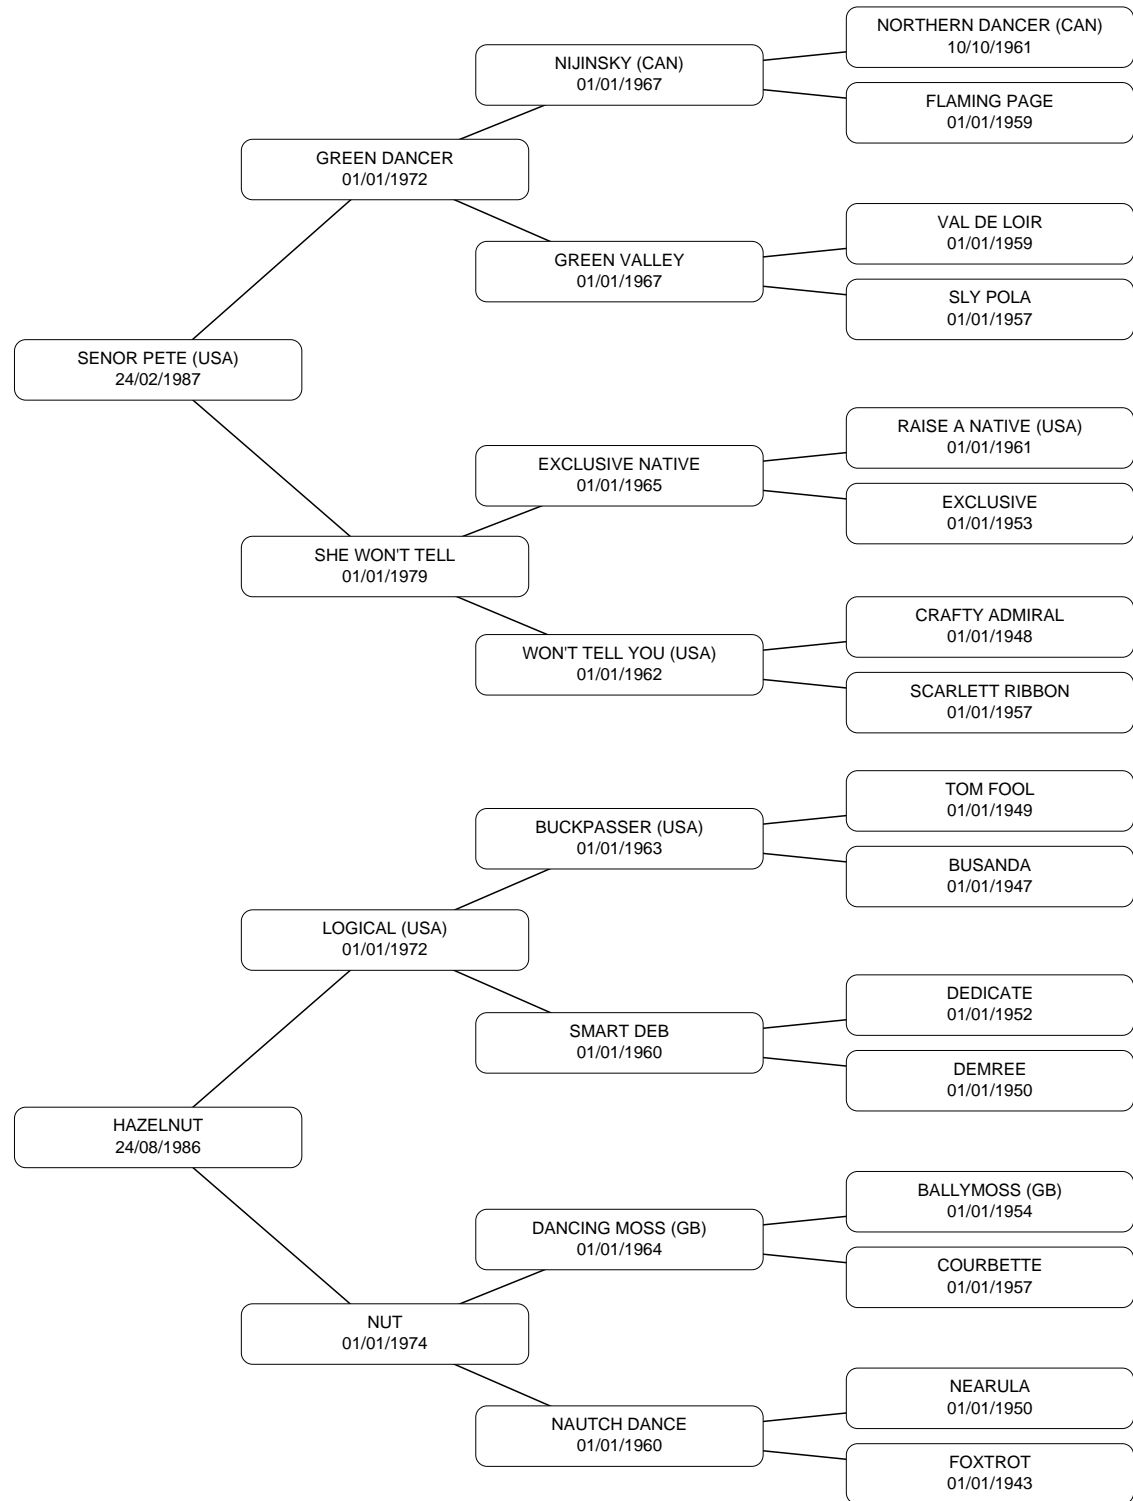 NORTHERN DANCER (CAN)
10/10/1961
NIJINSKY (CAN)
01/01/1967
FLAMING PAGE
01/01/1959
GREEN DANCER
01/01/1972
VAL DE LOIR
01/01/1959
GREEN VALLEY
01/01/1967
SLY POLA
01/01/1957
SENOR PETE (USA)
24/02/1987
RAISE A NATIVE (USA)
01/01/1961
EXCLUSIVE NATIVE
01/01/1965
EXCLUSIVE
01/01/1953
SHE WON'T TELL
01/01/1979
CRAFTY ADMIRAL
01/01/1948
WON'T TELL YOU (USA)
01/01/1962
SCARLETT RIBBON
01/01/1957
TOM FOOL
01/01/1949
BUCKPASSER (USA)
01/01/1963
BUSANDA
01/01/1947
LOGICAL (USA)
01/01/1972
DEDICATE
01/01/1952
SMART DEB
01/01/1960
DEMREE
01/01/1950
HAZELNUT
24/08/1986
BALLYMOSS (GB)
01/01/1954
DANCING MOSS (GB)
01/01/1964
COURBETTE
01/01/1957
NUT
01/01/1974
NEARULA
01/01/1950
NAUTCH DANCE
01/01/1960
FOXTROT
01/01/1943